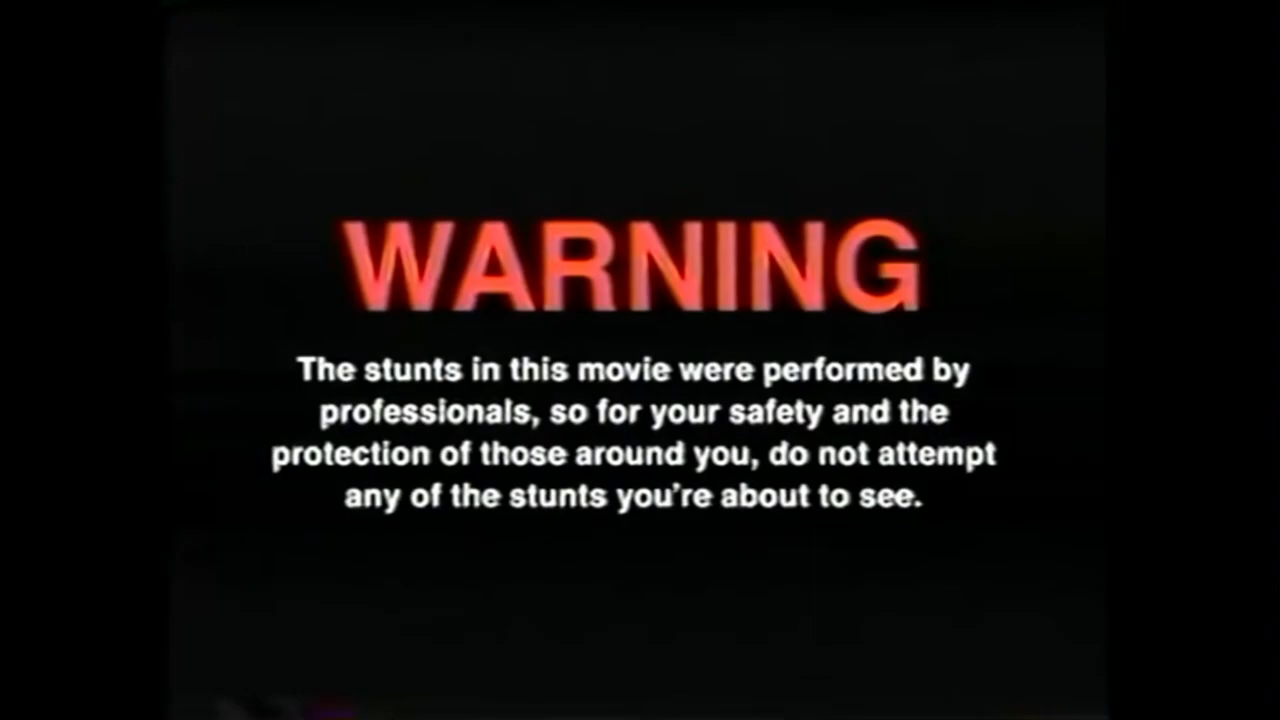 WARNING
The stunts in this movie were performed by
professionals, so for your safety and the
protection of those around you, do not attempt
any of the stunts you're about to see.